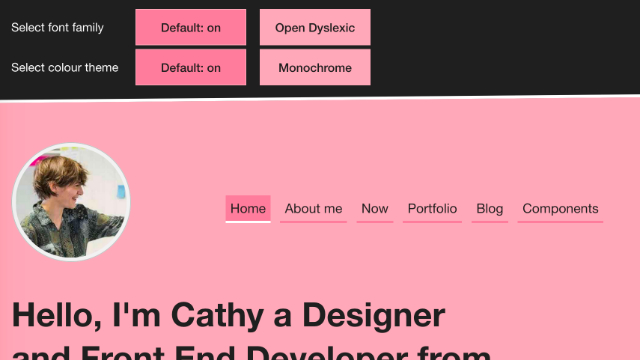 Select font family Default: on Open Dyslexic
Select colour theme Default: on Monochrome
Home About me Now Portfolio Blog Components
Hello, I'm Cathy a Designer
and Front End Developer from